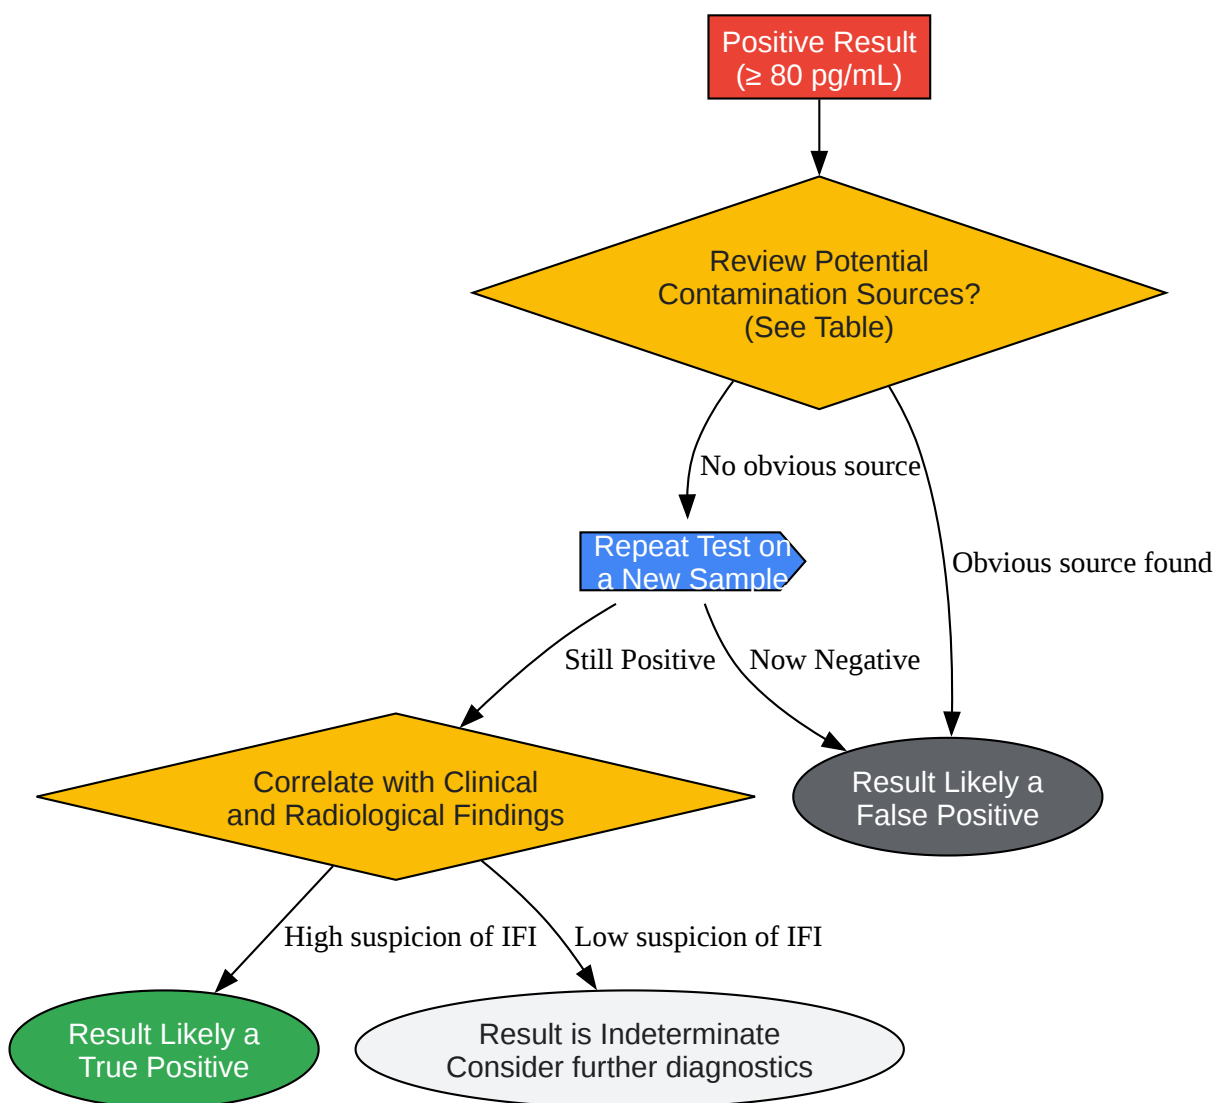 Positive Result
(≥ 80 pg/mL)
Review Potential
Contamination Sources?
(See Table)
No obvious source
Repeat Test on
a New Sample
Obvious source found
Still Positive
Now Negative
Correlate with Clinical
and Radiological Findings
Result Likely a
False Positive
High suspicion of IFI
Low suspicion of IFI
Result Likely a
True Positive
Result is Indeterminate
Consider further diagnostics